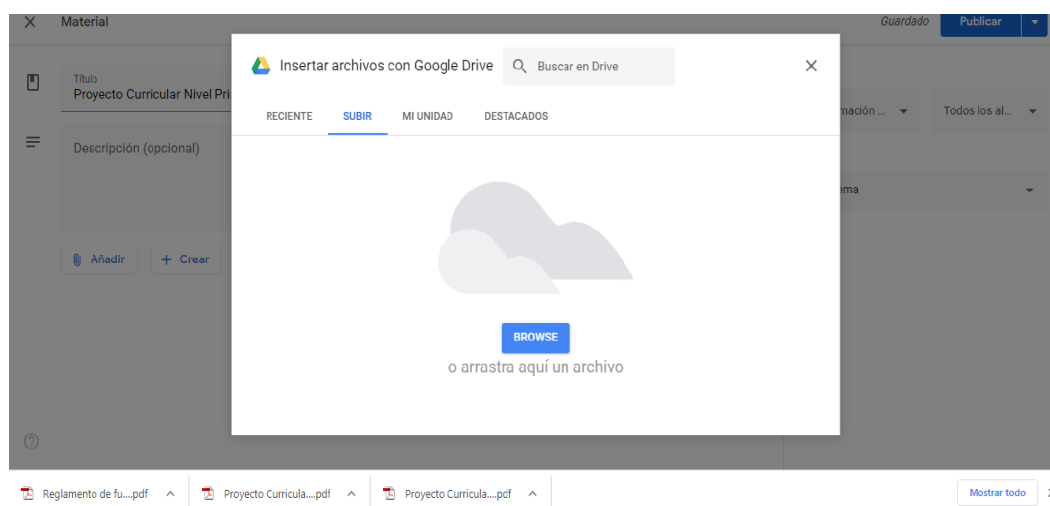 Material
Guardado
Publicar
Insertar archivos con Google Drive
Buscar en Drive
Título
Proyecto Curricular Nivel Pri
RECIENTE
SUBIR
MI UNIDAD
DESTACADOS
mación ...
Todos los al...
Descripción (opcional)
ema
Añadir
+ Crear
BROWSE
o arrastra aquí un archivo
Reglamento de fu....pdf
Proyecto Curricula....pdf
Proyecto Curricula....pdf
Mostrar todo